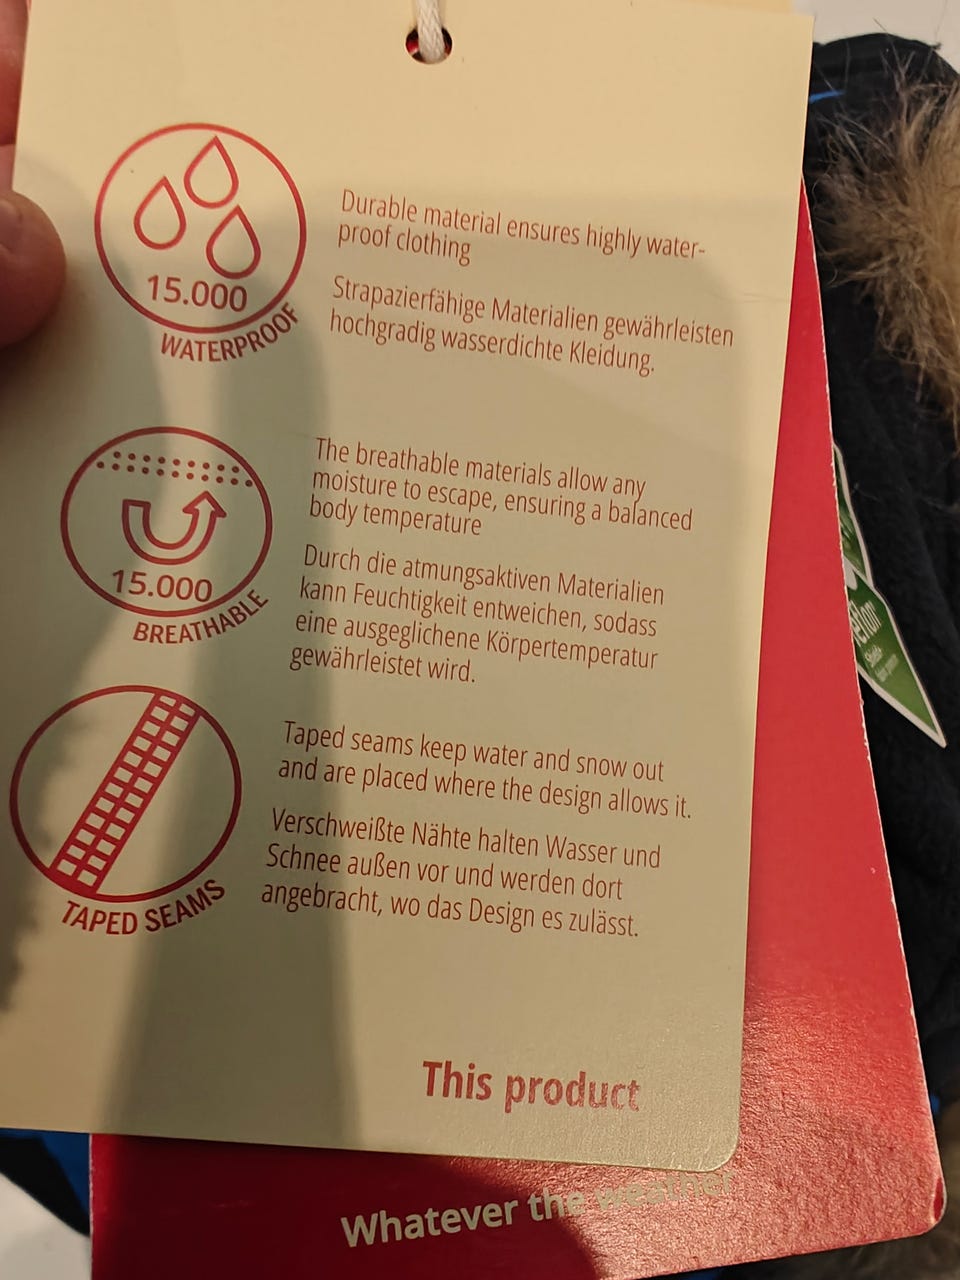 15.000
WATERPROOF
Durable material ensures highly water-
proof clothing
Strapazierfähige Materialien gewährleisten
hochgradig wasserdichte Kleidung.
15.000
BREATHABLE
The breathable materials allow any
moisture to escape, ensuring a balanced
body temperature
Durch die atmungsaktiven Materialien
kann Feuchtigkeit entweichen, sodass
eine ausgeglichene Körpertemperatur
gewährleistet wird.
TAPED SEAMS
Taped seams keep water and snow out
and are placed where the design allows it.
Verschweißte Nähte halten Wasser und
Schnee außen vor und werden dort
angebracht, wo das Design es zulässt.
This product
Whatever the weather